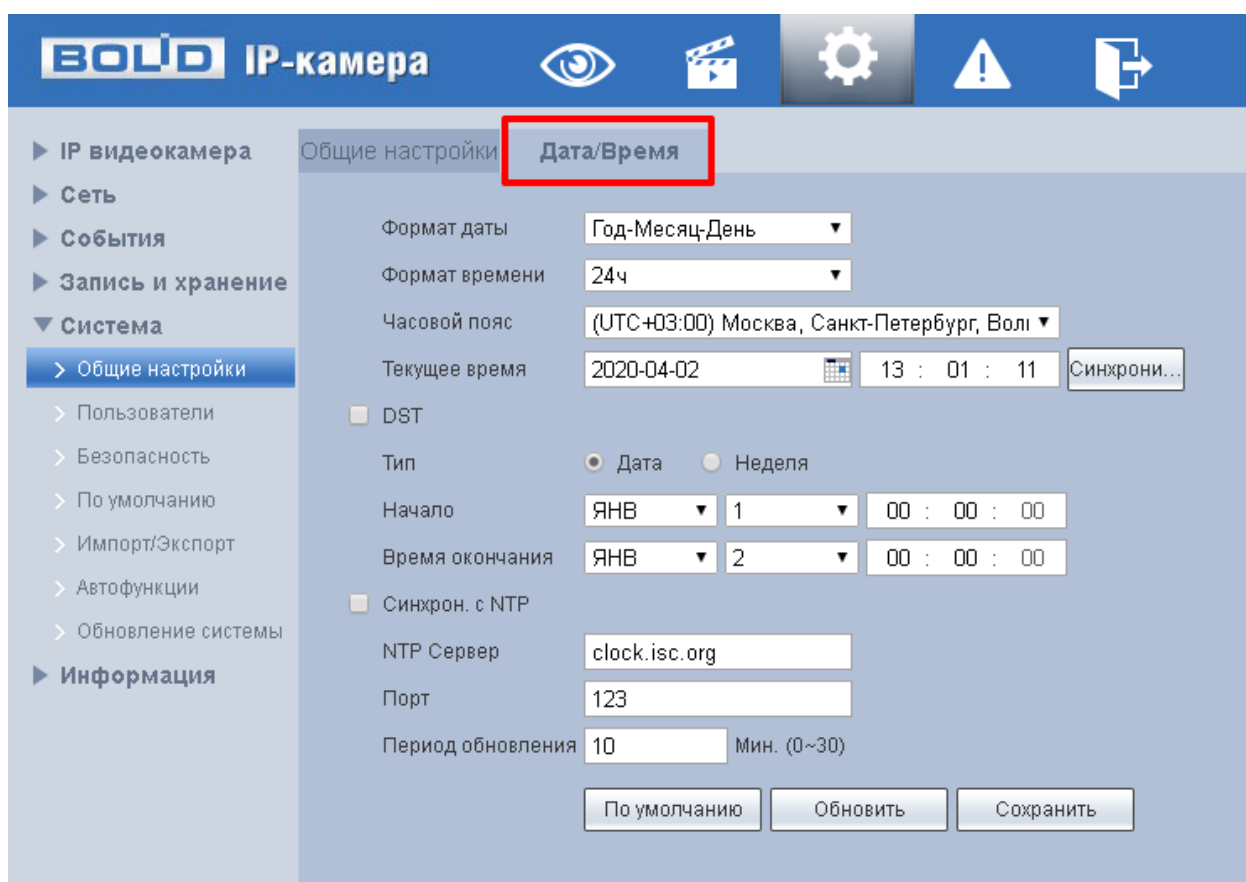 BOLID IP-камера
IP видеокамера
Сеть
События
Запись и хранение
Система
Общие настройки
Пользователи
Безопасность
По умолчанию
Импорт/Экспорт
Автофункции
Обновление системы
Информация
Общие настройки Дата/Время
Формат даты Год-Месяц-День
Формат времени 24ч
Часовой пояс (UTC+03:00) Москва, Санкт-Петербург, Вол
Текущее время 2020-04-02 13 : 01 : 11 Синхрони...
DST
Тип Дата Неделя
Начало ЯНВ 1 00 : 00 : 00
Время окончания ЯНВ 2 00 : 00 : 00
Синхрон. с NTP
NTP Сервер clock.isc.org
Порт 123
Период обновления 10 Мин. (0~30)
По умолчанию Обновить Сохранить